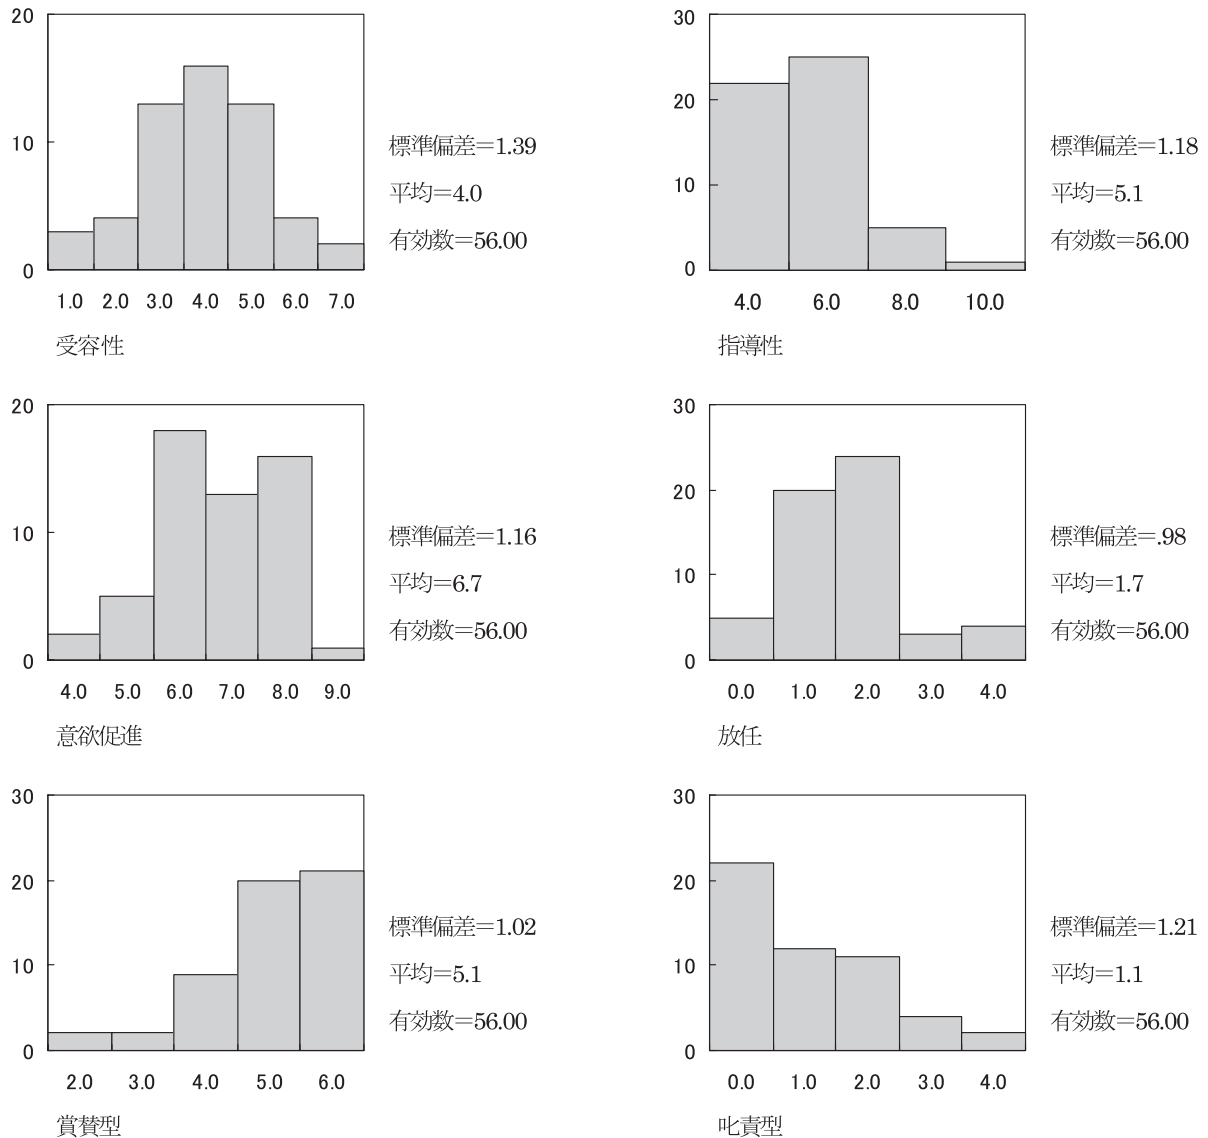 20
10
0
1.0 2.0 3.0 4.0 5.0 6.0 7.0
受容性
標準偏差＝1.39
平均＝4.0
有効数＝56.00
30
20
10
0
4.0 6.0 8.0 10.0
指導性
標準偏差＝1.18
平均＝5.1
有効数＝56.00
20
10
0
4.0 5.0 6.0 7.0 8.0 9.0
意欲促進
標準偏差＝1.16
平均＝6.7
有効数＝56.00
30
20
10
0
0.0 1.0 2.0 3.0 4.0
放任
標準偏差＝.98
平均＝1.7
有効数＝56.00
30
20
10
0
2.0 3.0 4.0 5.0 6.0
賞賛型
標準偏差＝1.02
平均＝5.1
有効数＝56.00
30
20
10
0
0.0 1.0 2.0 3.0 4.0
叱責型
標準偏差＝1.21
平均＝1.1
有効数＝56.00